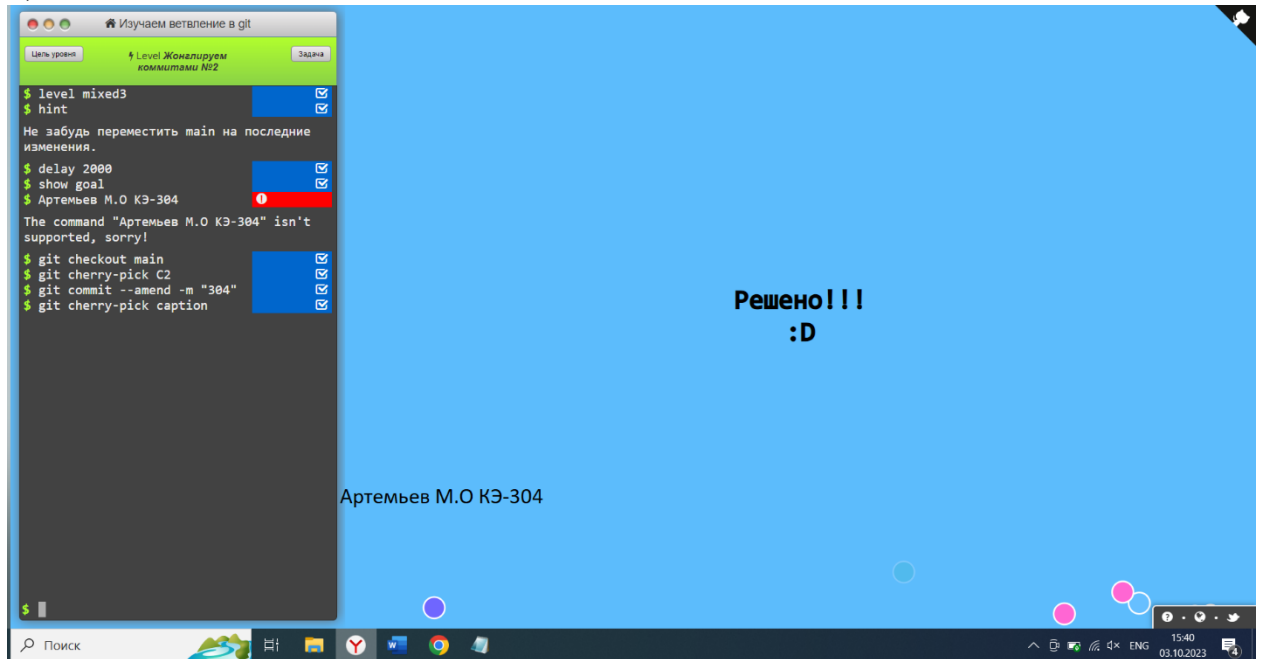 Изучаем ветвление в git
Цель уровня
Level Жонглируем
коммитами №2
Задача
$ level mixed3
$ hint
Не забудь переместить main на последние
изменения.
$ delay 2000
$ show goal
$ Артемьев М.О КЭ-304
The command "Артемьев М.О КЭ-304" isn't
supported, sorry!
$ git checkout main
$ git cherry-pick C2
$ git commit --amend -m "304"
$ git cherry-pick caption
$
Решено!!!
:D
Артемьев М.О КЭ-304
Поиск
ENG
15:40
03.10.2023
4